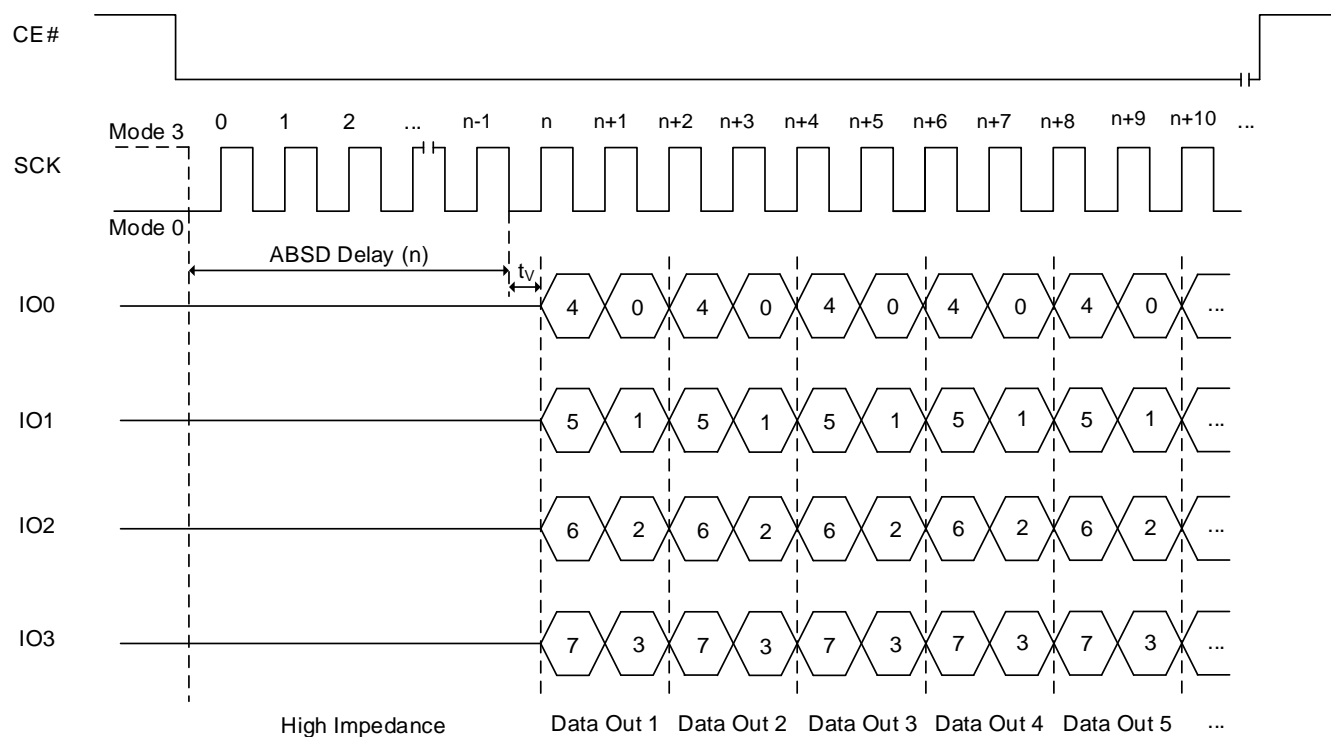 CE#
0 1 2 ... n-1 n n+1 n+2 n+3 n+4 n+5 n+6 n+7 n+8 n+9 n+10 ...
Mode 3
SCK
Mode 0
ABSD Delay (n)
tV
IO0 4 0 4 0 4 0 4 0 4 0 ...
IO1 5 1 5 1 5 1 5 1 5 1 ...
IO2 6 2 6 2 6 2 6 2 6 2 ...
IO3 7 3 7 3 7 3 7 3 7 3 ...
High Impedance Data Out 1 Data Out 2 Data Out 3 Data Out 4 Data Out 5 ...